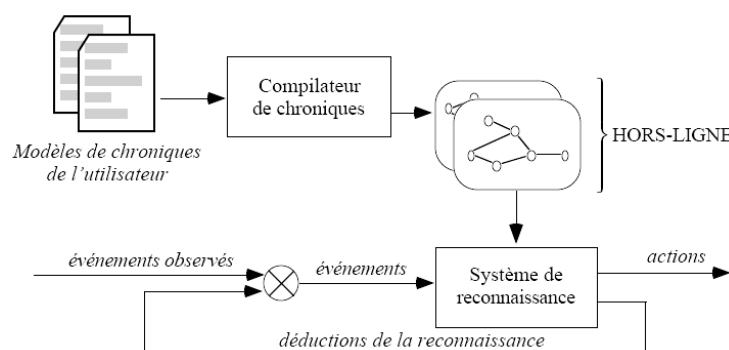 Compilateur
de chroniques
HORS-LIGNE
Modèles de chroniques
de l'utilisateur
événements observés
événements
Système de
reconnaissance
actions
déductions de la reconnaissance